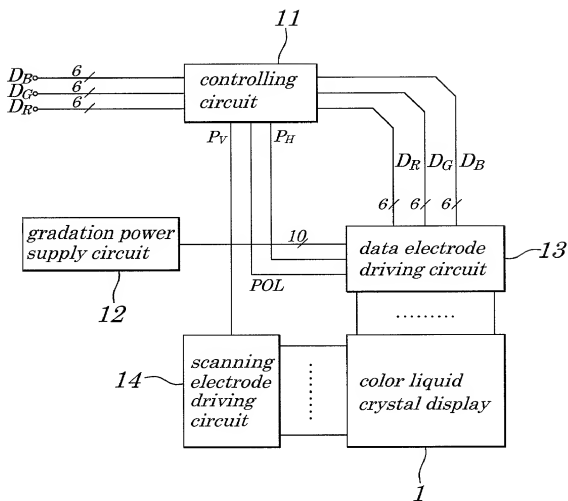 11
controlling
circuit
D_B 6
D_G 6
D_R 6
P_V P_H
D_R D_G D_B
6 6 6
gradation power
supply circuit
12
10
POL
data electrode
driving circuit
13
.........
14
scanning
electrode
driving
circuit
color liquid
crystal display
1